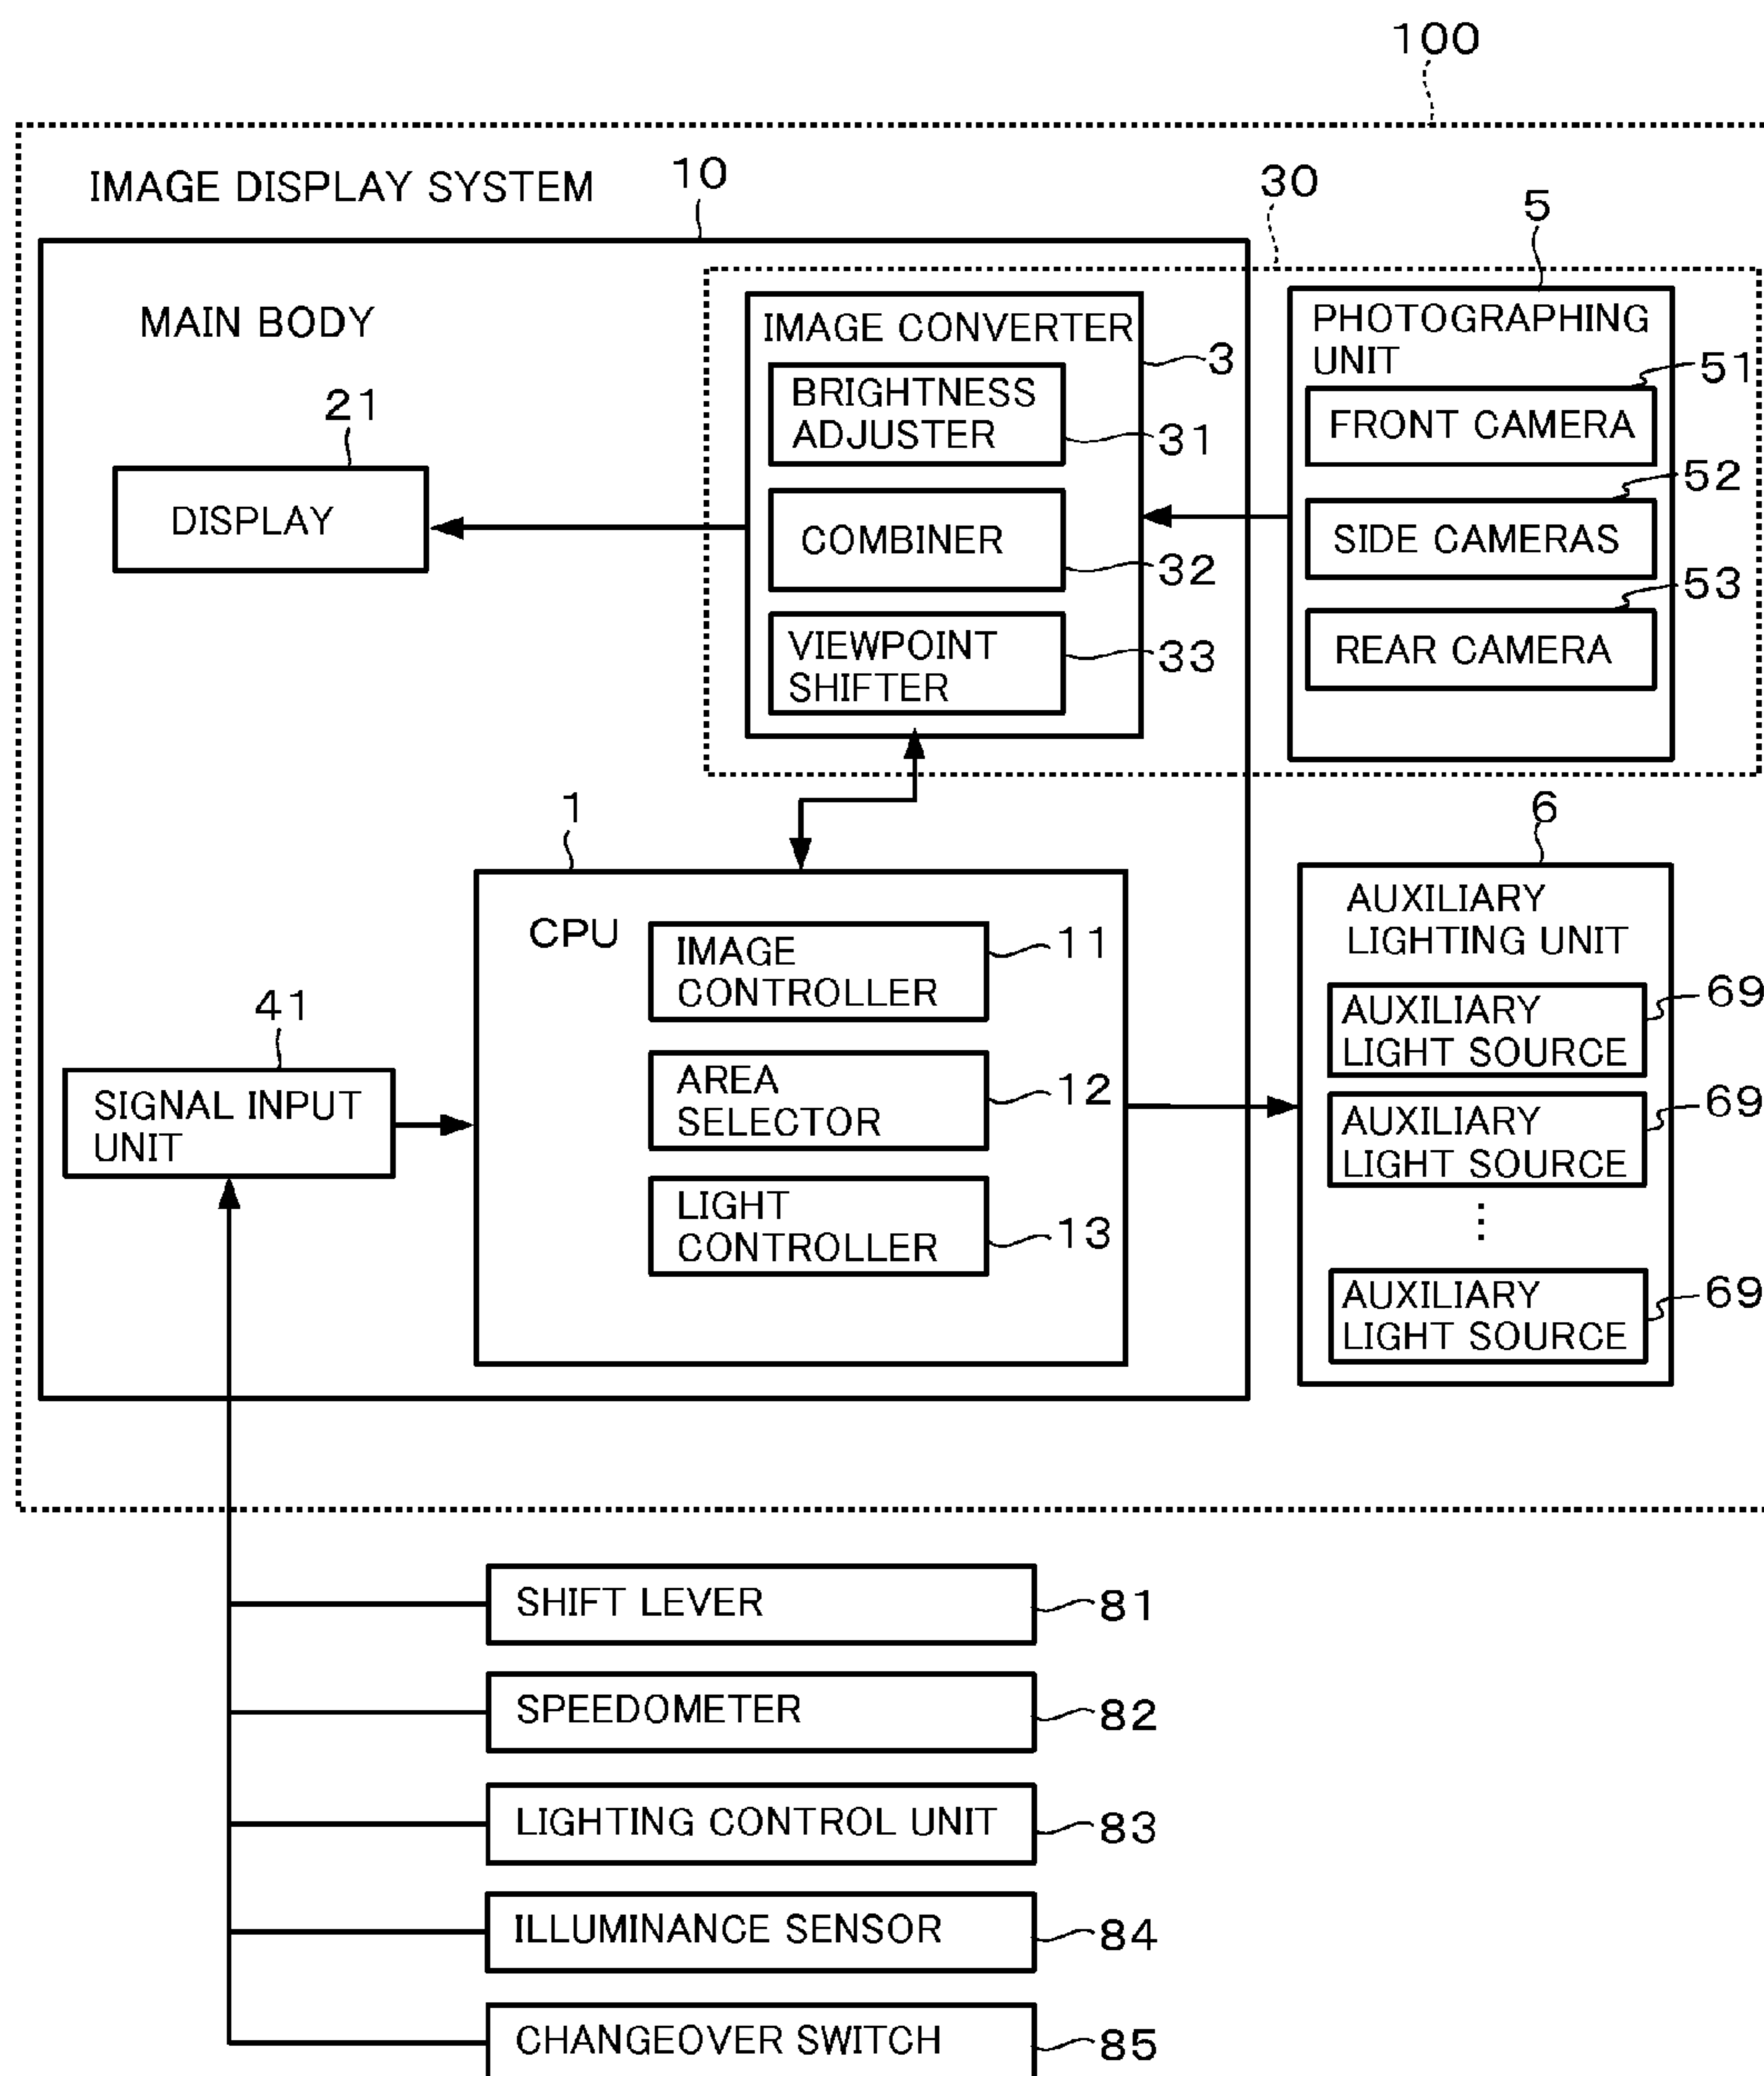 100
IMAGE DISPLAY SYSTEM
10
30
5
MAIN BODY
IMAGE CONVERTER
3
BRIGHTNESS
ADJUSTER
31
COMBINER
32
VIEWPOINT
SHIFTER
33
PHOTOGRAPHING
UNIT
51
FRONT CAMERA
52
SIDE CAMERAS
53
REAR CAMERA
21
DISPLAY
1
CPU
IMAGE
CONTROLLER
11
AREA
SELECTOR
12
LIGHT
CONTROLLER
13
41
SIGNAL INPUT
UNIT
6
AUXILIARY
LIGHTING UNIT
AUXILIARY
LIGHT SOURCE
69
AUXILIARY
LIGHT SOURCE
69
⋮
AUXILIARY
LIGHT SOURCE
69
SHIFT LEVER
81
SPEEDOMETER
82
LIGHTING CONTROL UNIT
83
ILLUMINANCE SENSOR
84
CHANGEOVER SWITCH
85